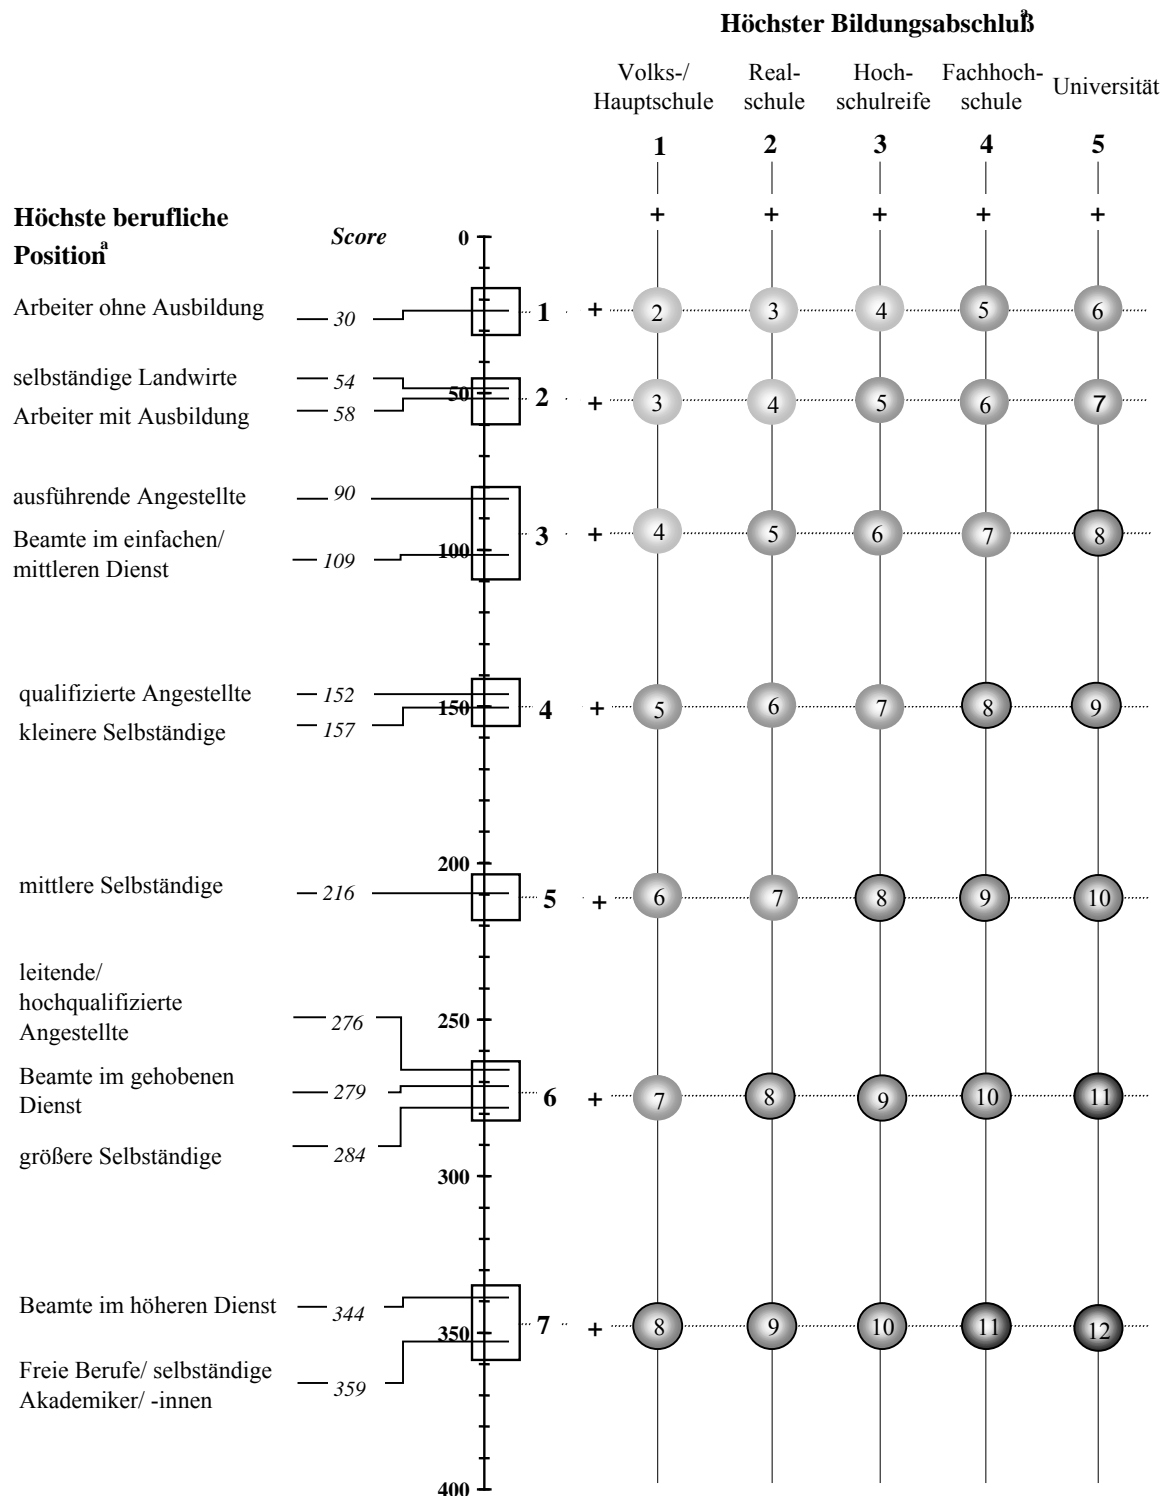 Höchster Bildungsabschluß a
Volks-/ Real- Hoch- Fachhoch- Universität
Hauptschule schule schulreife schule
1 2 3 4 5
+ + + + +
Höchste berufliche
Position a
Score
0
Arbeiter ohne Ausbildung 30 1 + 2 3 4 5 6
selbständige Landwirte 54
50 2 + 3 4 5 6 7
Arbeiter mit Ausbildung 58
ausführende Angestellte 90
Beamte im einfachen/ 3 + 4 5 6 7 8
mittleren Dienst 109 100
qualifizierte Angestellte 152
150 4 + 5 6 7 8 9
kleinere Selbständige 157
200
mittlere Selbständige 216 5 + 6 7 8 9 10
leitende/
hochqualifizierte
Angestellte 276 250
Beamte im gehobenen
Dienst 279 6 + 7 8 9 10 11
größere Selbständige 284
300
Beamte im höheren Dienst 344
350 7 + 8 9 10 11 12
Freie Berufe/ selbständige
Akademiker/ -innen 359
400